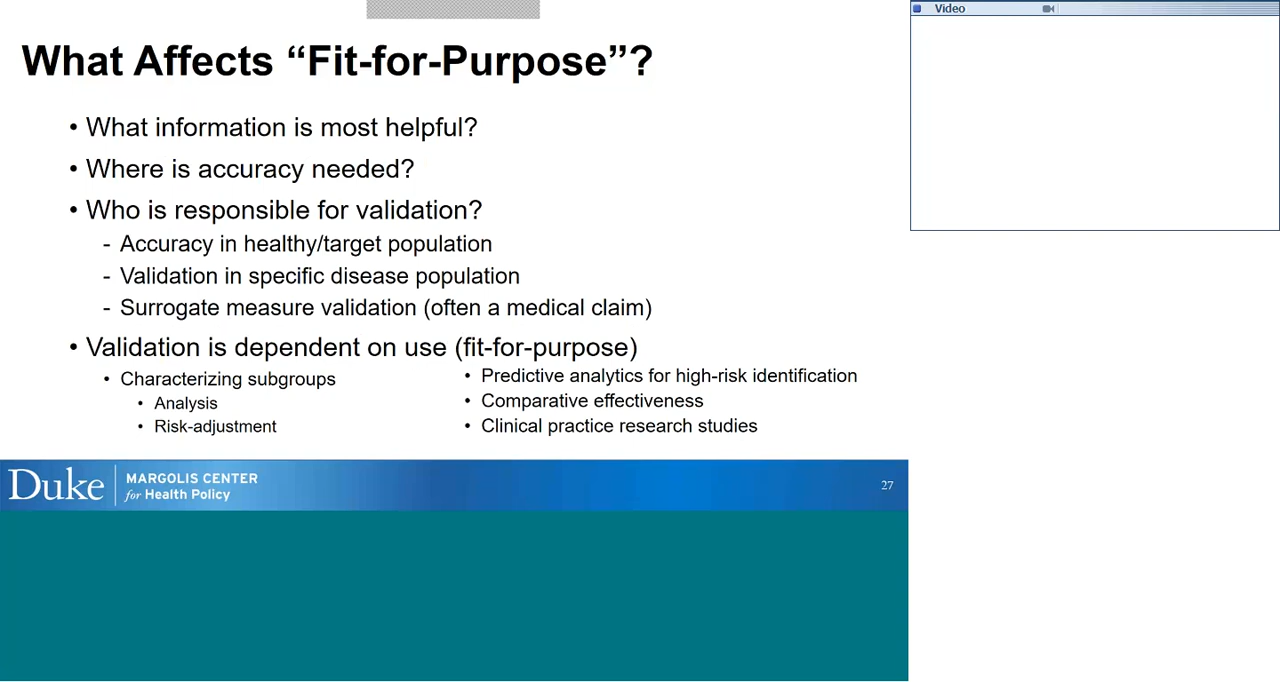 What Affects “Fit-for-Purpose”?
• What information is most helpful?
• Where is accuracy needed?
• Who is responsible for validation?
- Accuracy in healthy/target population
- Validation in specific disease population
- Surrogate measure validation (often a medical claim)
• Validation is dependent on use (fit-for-purpose)
• Characterizing subgroups
• Analysis
• Risk-adjustment
• Predictive analytics for high-risk identification
• Comparative effectiveness
• Clinical practice research studies
Duke
MARGOLIS CENTER
for Health Policy
27
Video